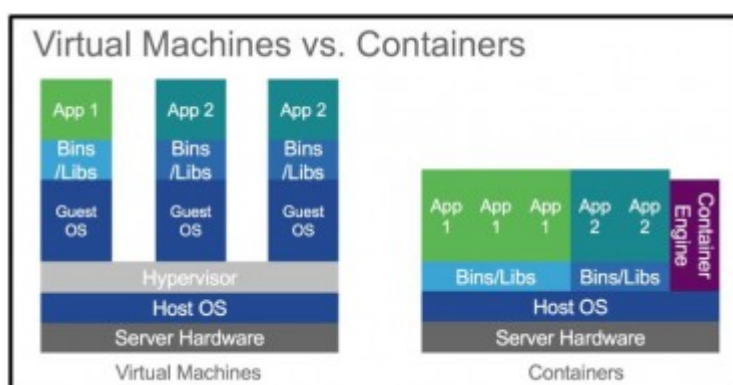 Virtual Machines vs. Containers
App 1
Bins
/Libs
Guest
OS
App 2
Bins
/Libs
Guest
OS
App 2
Bins
/Libs
Guest
OS
Hypervisor
Host OS
Server Hardware
Virtual Machines
App
1
App
1
App
1
App
2
App
2
Container
Engine
Bins/Libs
Bins/Libs
Host OS
Server Hardware
Containers